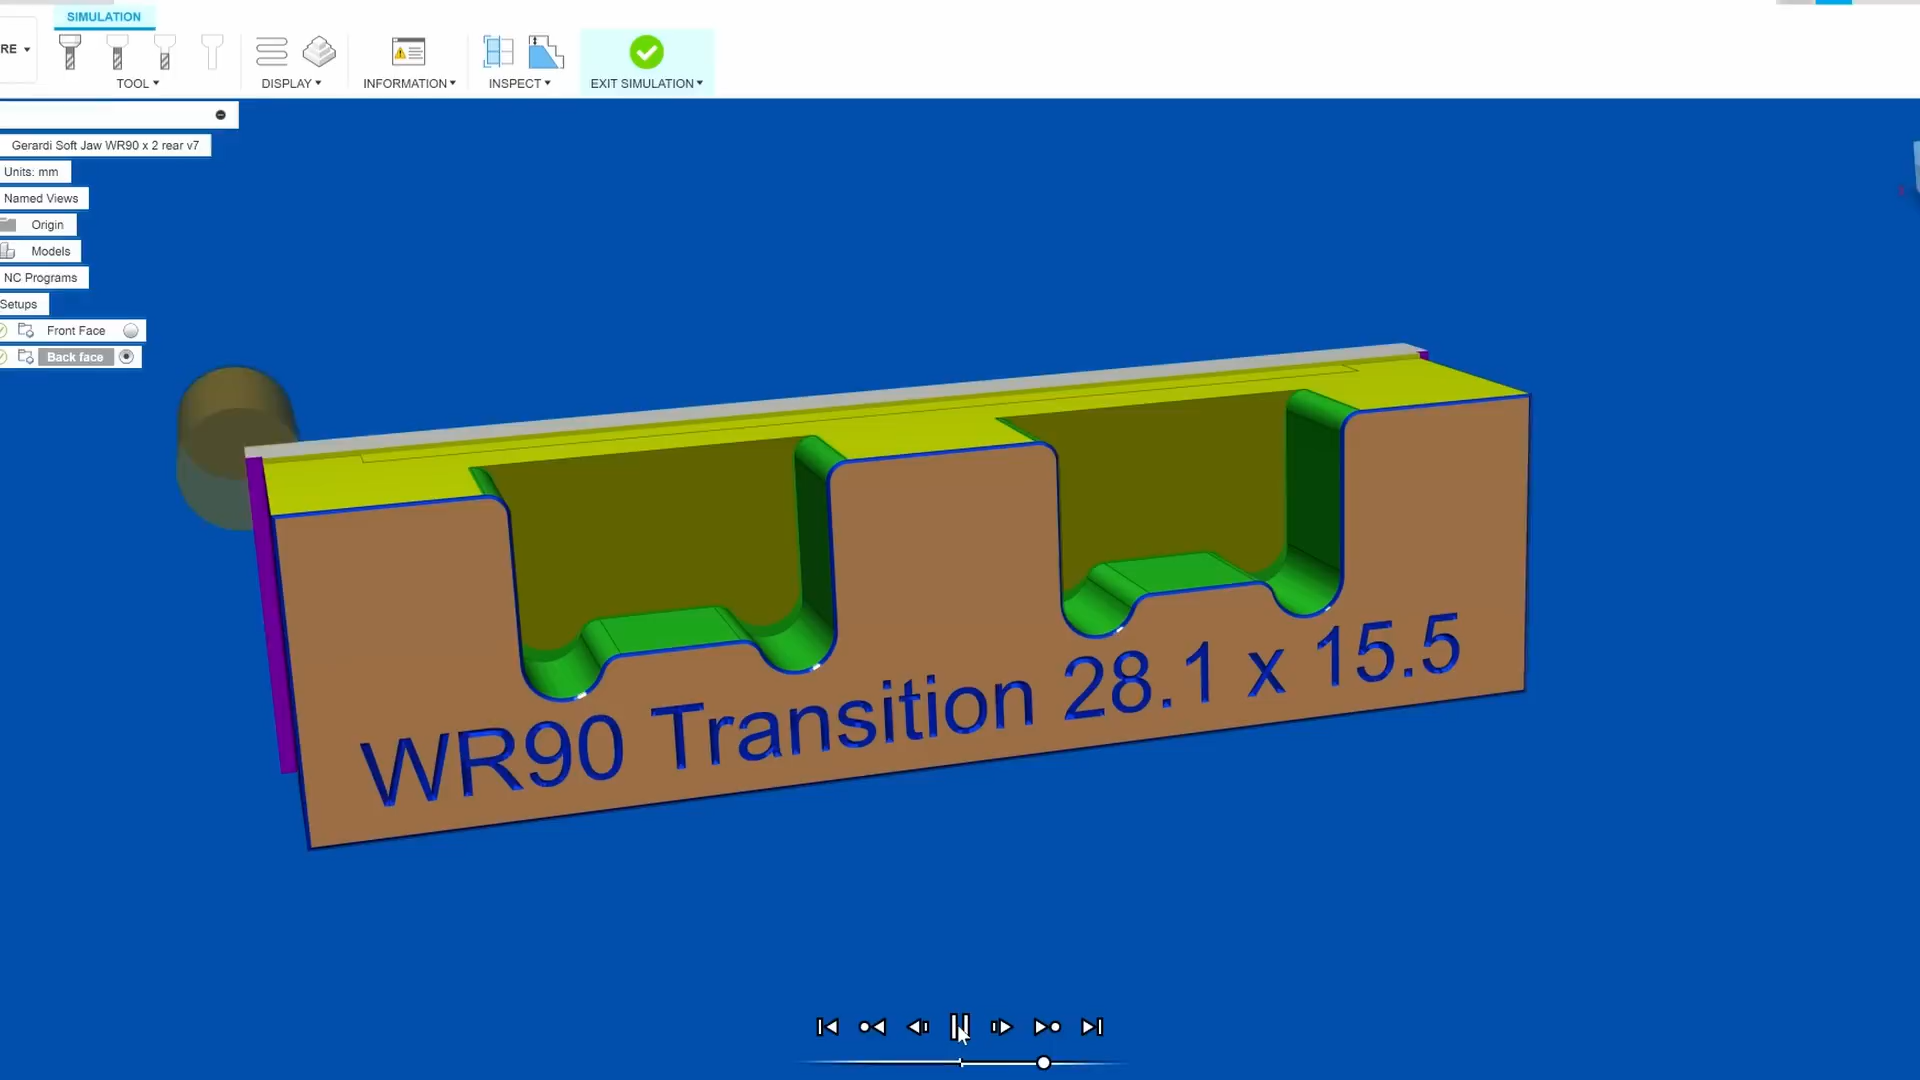 SIMULATION
RE
TOOL
DISPLAY
INFORMATION
INSPECT
EXIT SIMULATION
Gerardi Soft Jaw WR90 x 2 rear v7
Units: mm
Named Views
Origin
Models
NC Programs
Setups
Front Face
Back face
WR90 Transition 28.1 x 15.5